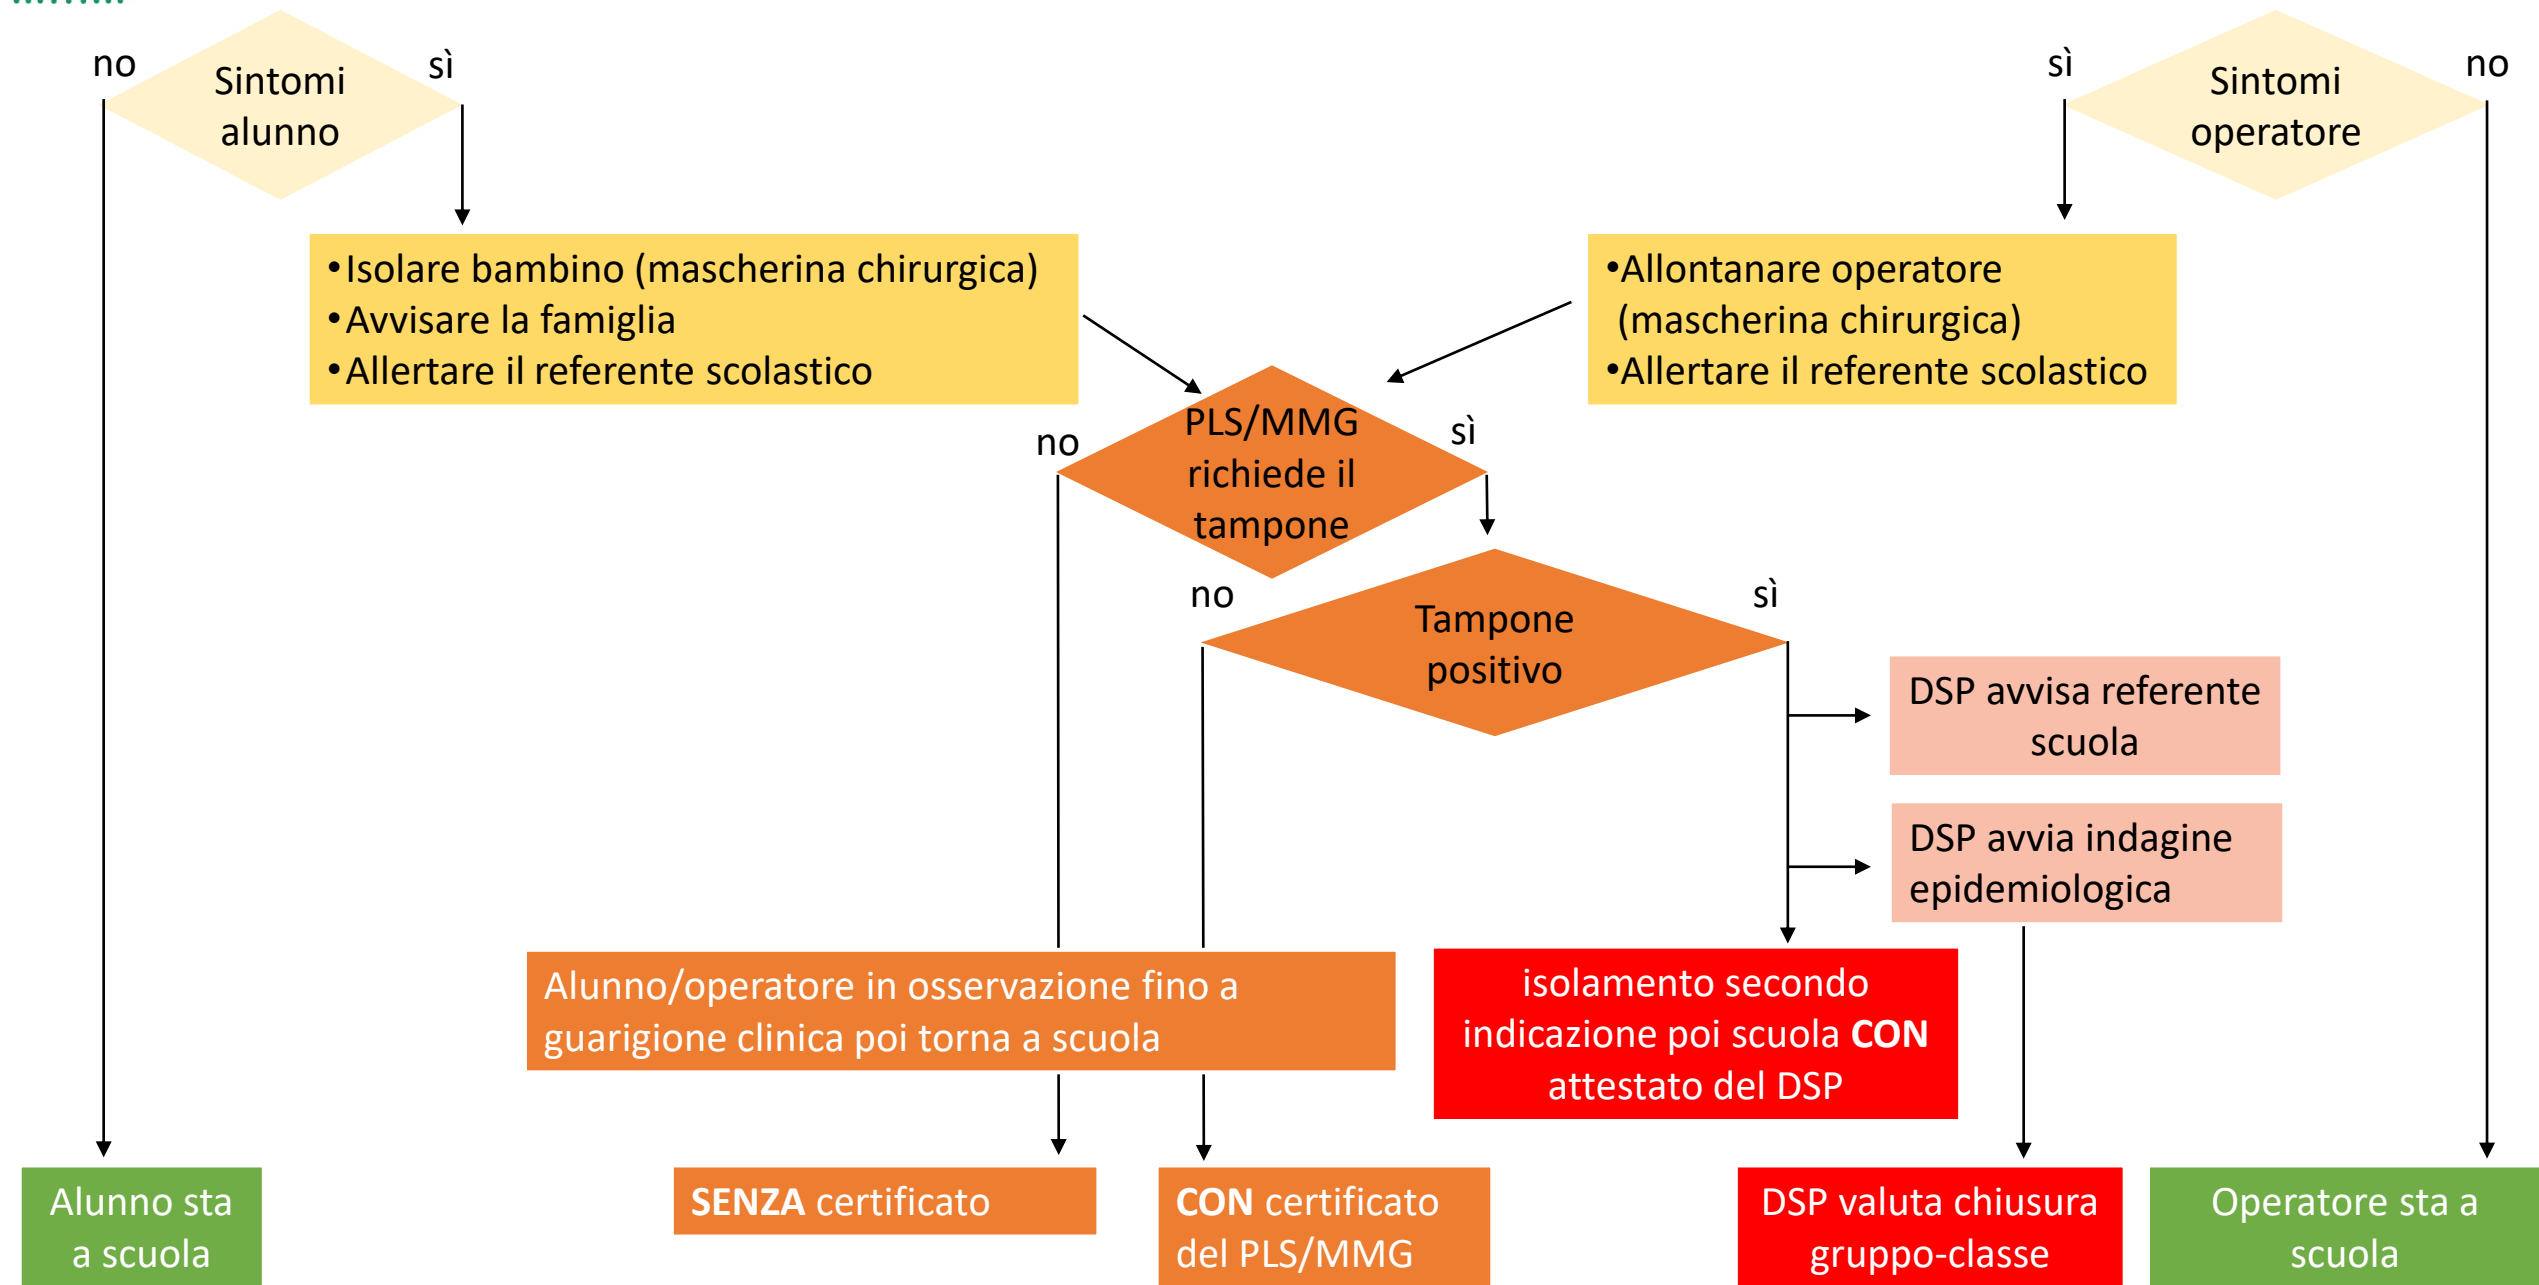 no
Sintomi
alunno
sì
sì
Sintomi
operatore
no
•Isolare bambino (mascherina chirurgica)
•Avvisare la famiglia
•Allertare il referente scolastico
•Allontanare operatore
(mascherina chirurgica)
•Allertare il referente scolastico
no
PLS/MMG
richiede il
tampone
sì
no
Tampone
positivo
sì
DSP avvisa referente
scuola
DSP avvia indagine
epidemiologica
Alunno/operatore in osservazione fino a
guarigione clinica poi torna a scuola
isolamento secondo
indicazione poi scuola CON
attestato del DSP
Alunno sta
a scuola
SENZA certificato
CON certificato
del PLS/MMG
DSP valuta chiusura
gruppo-classe
Operatore sta a
scuola